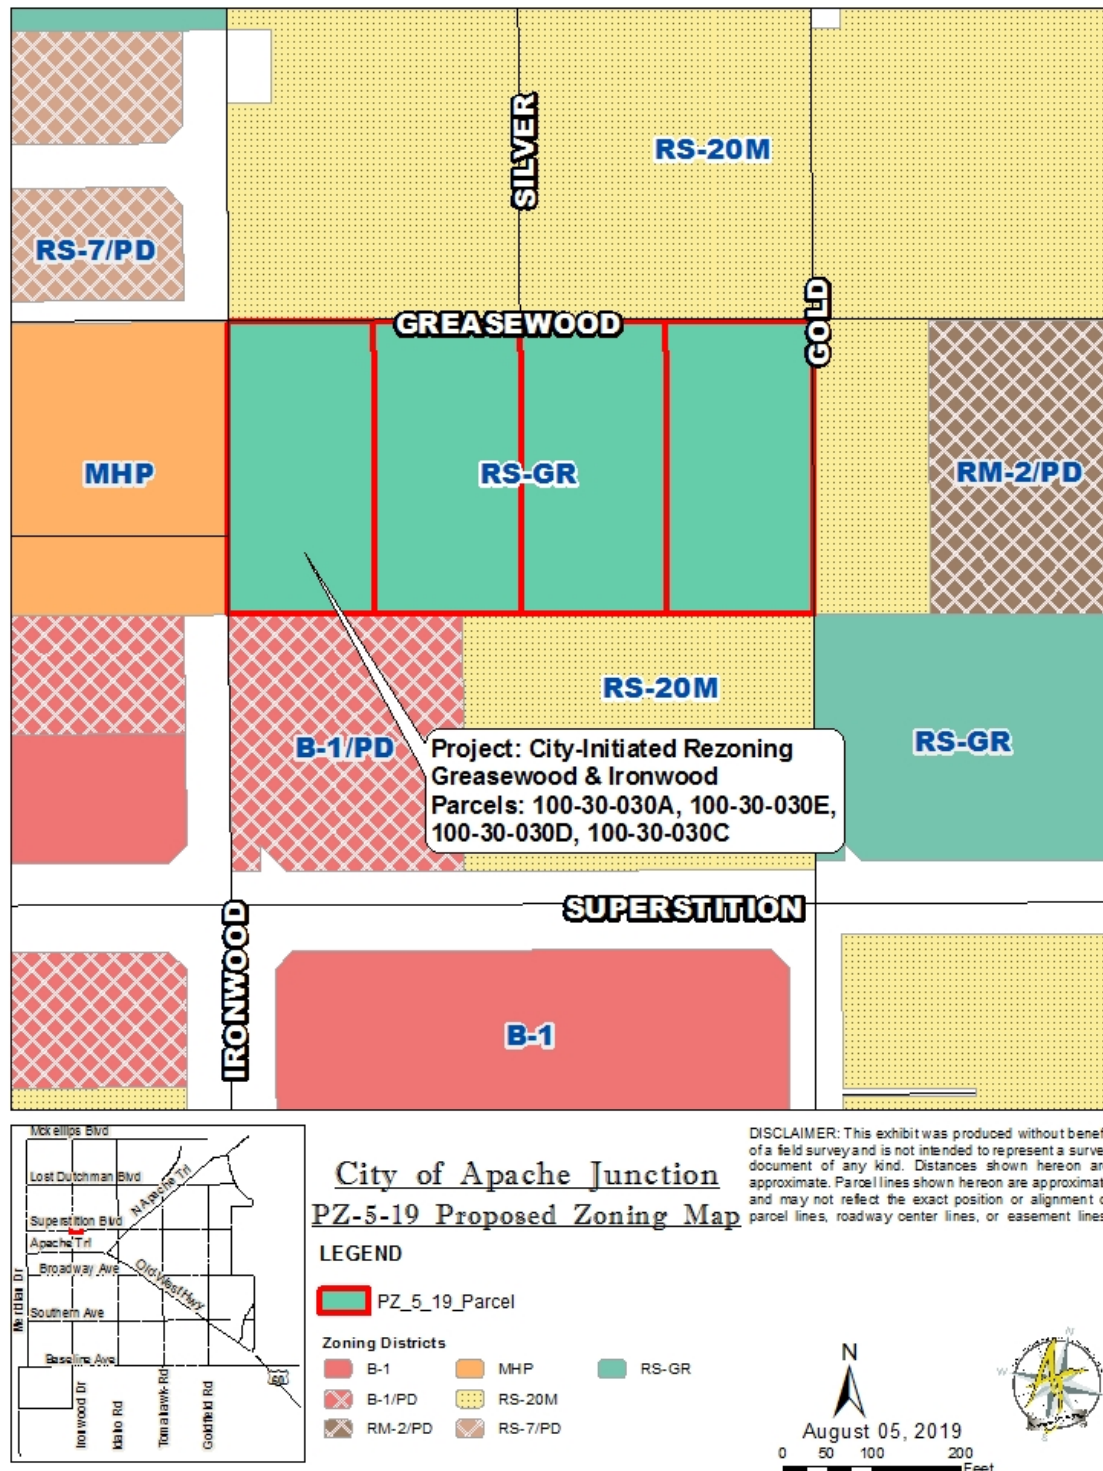 SILVER
RS-20M
RS-7/PD
GREASEWOOD
GOLD
MHP
RS-GR
RM-2/PD
RS-20M
B-1/PD
RS-GR
Project: City-Initiated Rezoning
Greasewood & Ironwood
Parcels: 100-30-030A, 100-30-030E,
100-30-030D, 100-30-030C
SUPERSTITION
IRONWOOD
B-1
Mckellips Blvd
Lost Dutchman Blvd
N Apache Trl
Superstition Blvd
Apache Trl
Broadway Ave
Old West Hwy
Southern Ave
Meridian Dr
Baseline Ave
60
Ironwood Dr
Idaho Rd
Tomahawk Rd
Goldfield Rd
City of Apache Junction
PZ-5-19 Proposed Zoning Map
DISCLAIMER: This exhibit was produced without benef
of a field survey and is not intended to represent a surve
document of any kind. Distances shown hereon are
approximate. Parcel lines shown hereon are approximat
and may not reflect the exact position or alignment o
parcel lines, roadway center lines, or easement lines
LEGEND
PZ_5_19_Parcel
Zoning Districts
B-1
MHP
RS-GR
B-1/PD
RS-20M
RM-2/PD
RS-7/PD
N
August 05, 2019
0 50 100 200
Feet